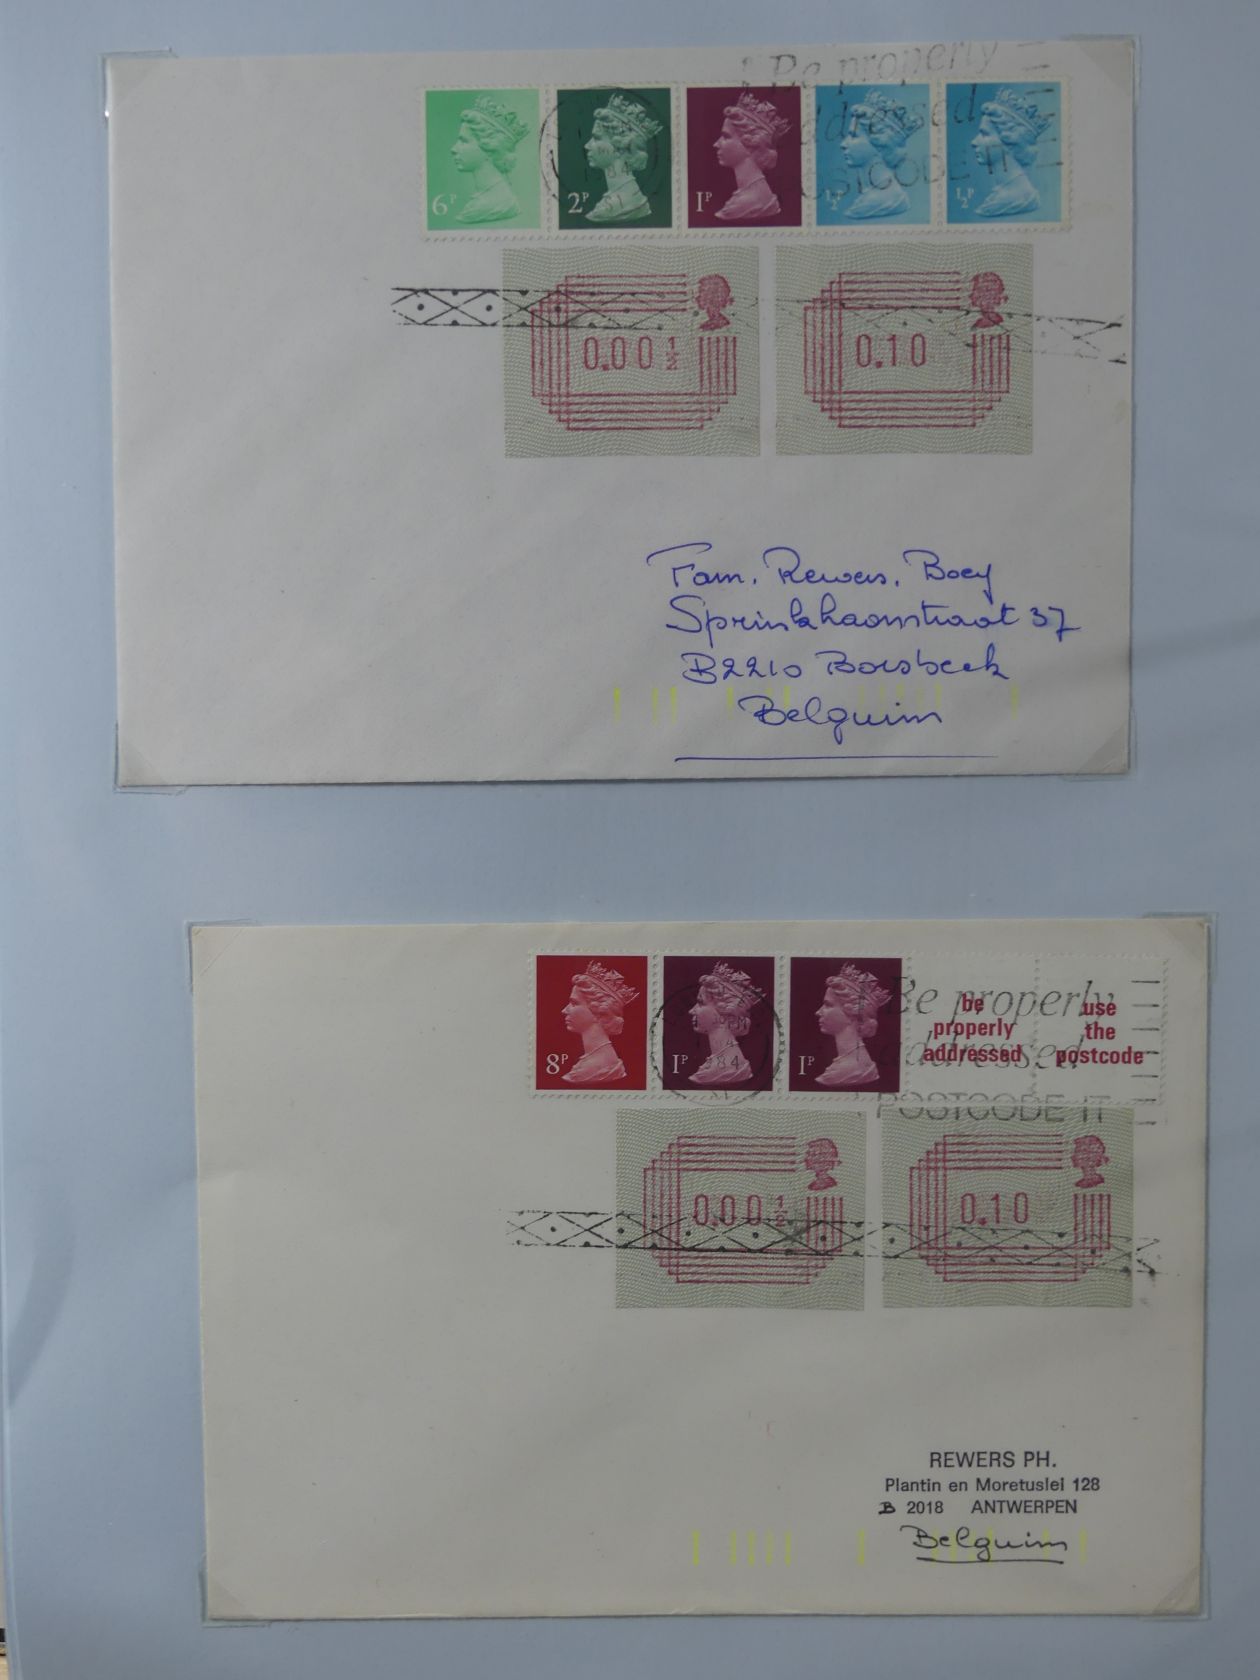 Be properly
addressed
POSTCODE IT
6P
2P
1P
½P
½P
0.00½
0.10
Fam. Rewers. Boey
Sprinkhaanstraat 37
B2210 Borsbeek
Belguim
Be properly
addressed
POSTCODE IT
8P
1P
1P
be
properly
addressed
use
the
postcode
0.00½
0.10
REWERS PH.
Plantin en Moretuslei 128
B 2018 ANTWERPEN
Belguim